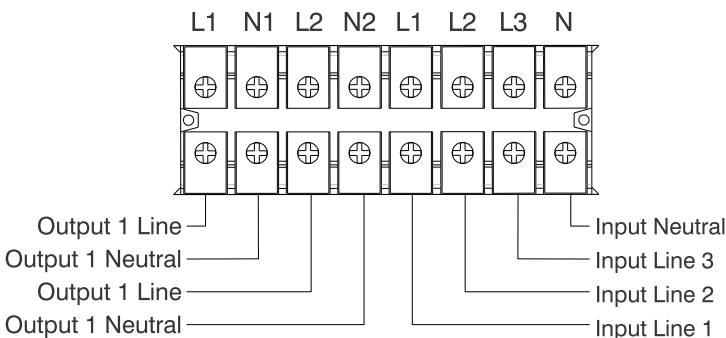 L1 N1 L2 N2 L1 L2 L3 N
Output 1 Line
Output 1 Neutral
Output 1 Line
Output 1 Neutral
Input Neutral
Input Line 3
Input Line 2
Input Line 1